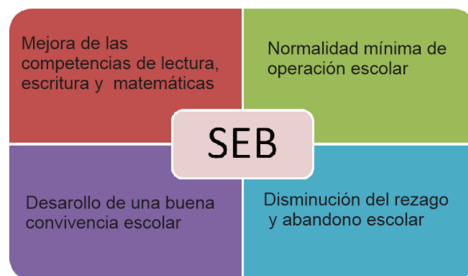 Mejora de las
competencias de lectura,
escritura y matemáticas
Normalidad mínima de
operación escolar
SEB
Desarollo de una buena
convivencia escolar
Disminución del rezago
y abandono escolar